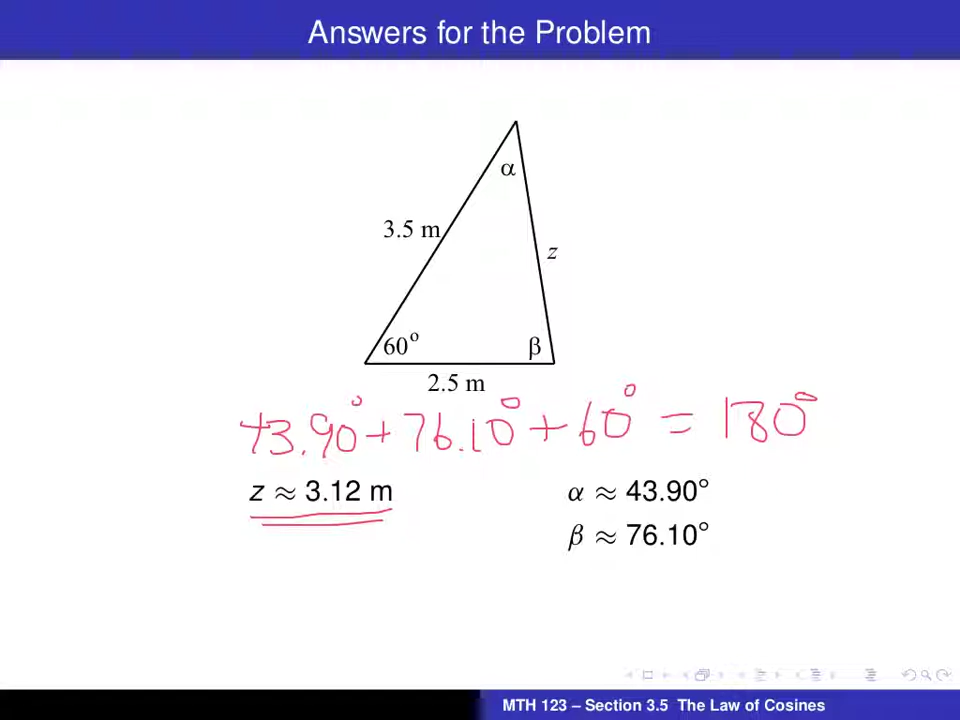 Answers for the Problem
α
3.5 m
z
60° β
2.5 m
43.90° + 76.10° + 60° = 180°
z ≈ 3.12 m α ≈ 43.90°
β ≈ 76.10°
MTH 123 – Section 3.5 The Law of Cosines